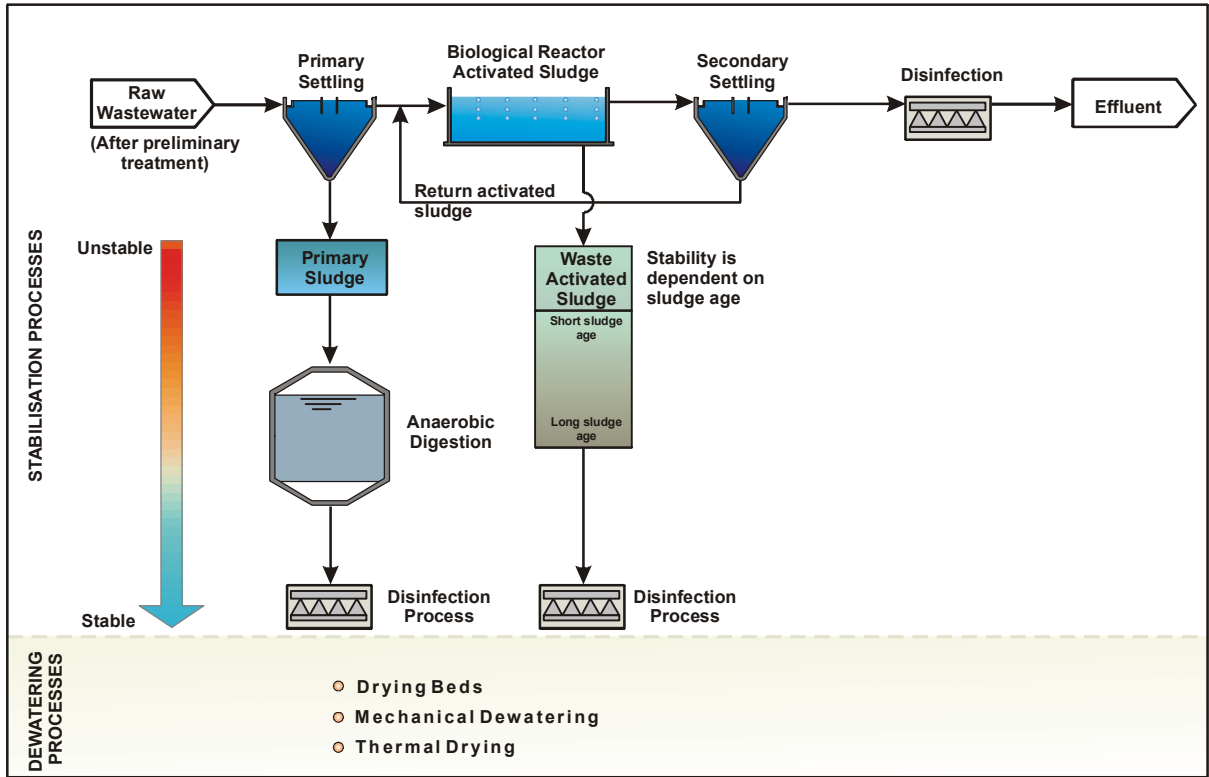 Primary
Settling
Biological Reactor
Activated Sludge
Secondary
Settling
Disinfection
Raw
Wastewater
Effluent
(After preliminary
treatment)
Return activated
sludge
STABILISATION PROCESSES
Unstable
Primary
Sludge
Waste
Activated
Sludge
Stability is
dependent on
sludge age
Short sludge
age
Anaerobic
Digestion
Long sludge
age
Disinfection
Process
Disinfection
Process
Stable
DEWATERING
PROCESSES
Drying Beds
Mechanical Dewatering
Thermal Drying